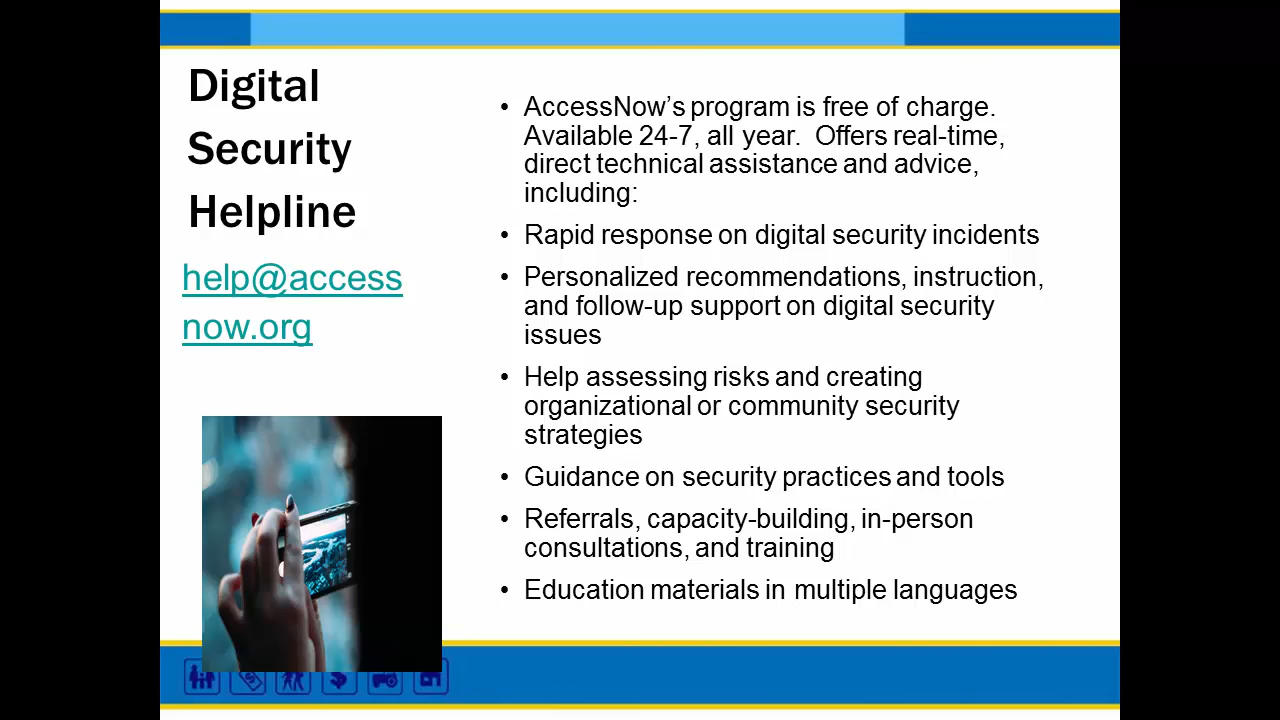 Digital
Security
Helpline
help@access
now.org
• AccessNow’s program is free of charge.
Available 24-7, all year.  Offers real-time,
direct technical assistance and advice,
including:
• Rapid response on digital security incidents
• Personalized recommendations, instruction,
and follow-up support on digital security
issues
• Help assessing risks and creating
organizational or community security
strategies
• Guidance on security practices and tools
• Referrals, capacity-building, in-person
consultations, and training
• Education materials in multiple languages